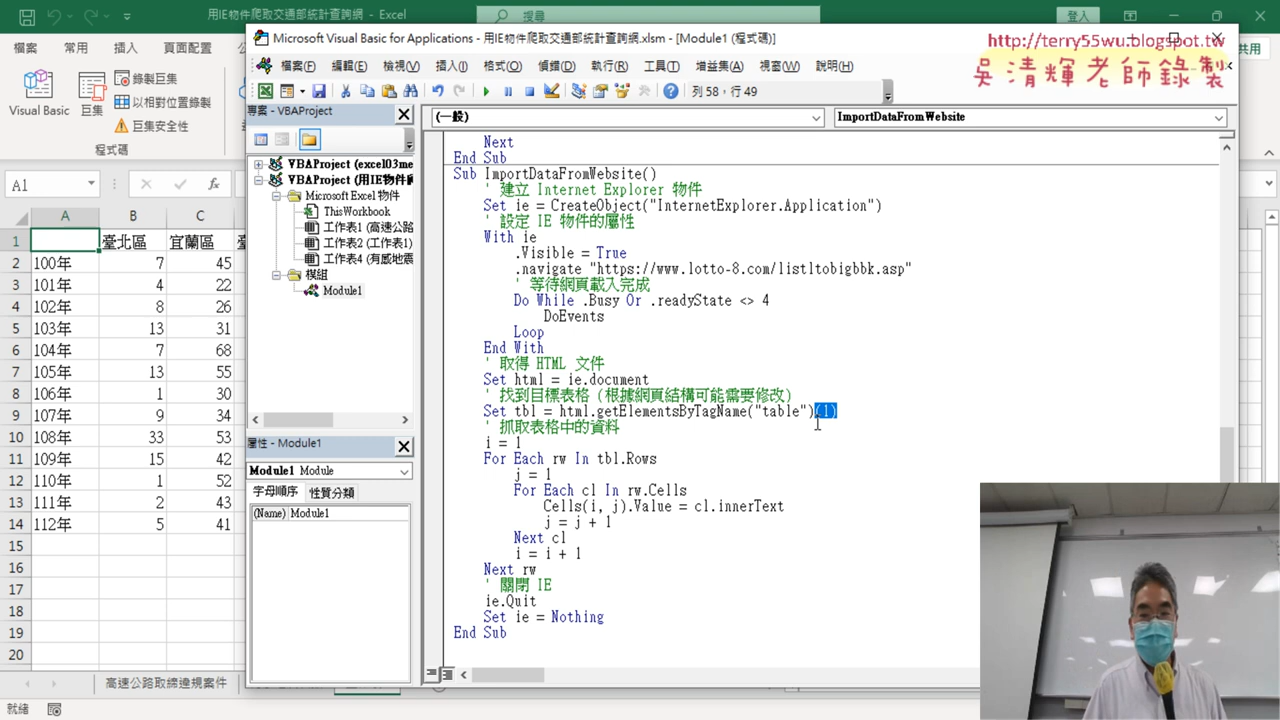 用IE物件爬取交通部統計查詢網.xlsm - Excel
搜尋
登入
檔案 常用 插入 頁面配置
共用
Visual Basic
巨集
錄製巨集
以相對位置錄製
巨集安全性
程式碼
A1
A B C
1 臺北區 宜蘭區
2 100年 7 45
3 101年 4 22
4 102年 8 26
5 103年 13 31
6 104年 7 68
7 105年 13 55
8 106年 1 30
9 107年 9 34
10 108年 33 53
11 109年 15 42
12 110年 1 52
13 111年 2 43
14 112年 5 41
15
16
17
18
19
20
高速公路取締違規案件
就緒
Microsoft Visual Basic for Applications - 用IE物件爬取交通部統計查詢網.xlsm - [Module1 (程式碼)]
http://terry55wu.blogspot.tw
吳清輝老師錄製
檔案(F) 編輯(E) 檢視(V) 插入(I) 格式(O) 偵錯(D) 執行(R) 工具(T) 增益集(A) 視窗(W) 說明(H)
列 58，行 49
專案 - VBAProject
VBAProject (excel03me
VBAProject (用IE物件
Microsoft Excel 物件
ThisWorkbook
工作表1 (高速公路
工作表2 (工作表1)
工作表4 (有感地震
模組
Module1
屬性 - Module1
Module1 Module
字母順序 性質分類
(Name) Module1
(一般) ImportDataFromWebsite
Next
End Sub
Sub ImportDataFromWebsite()
' 建立 Internet Explorer 物件
Set ie = CreateObject("InternetExplorer.Application")
' 設定 IE 物件的屬性
With ie
.Visible = True
.navigate "https://www.lotto-8.com/listltobigbbk.asp"
' 等待網頁載入完成
Do While .Busy Or .readyState <> 4
DoEvents
Loop
End With
' 取得 HTML 文件
Set html = ie.document
' 找到目標表格（根據網頁結構可能需要修改）
Set tbl = html.getElementsByTagName("table")(1)
' 抓取表格中的資料
i = 1
For Each rw In tbl.Rows
j = 1
For Each cl In rw.Cells
Cells(i, j).Value = cl.innerText
j = j + 1
Next cl
i = i + 1
Next rw
' 關閉 IE
ie.Quit
Set ie = Nothing
End Sub